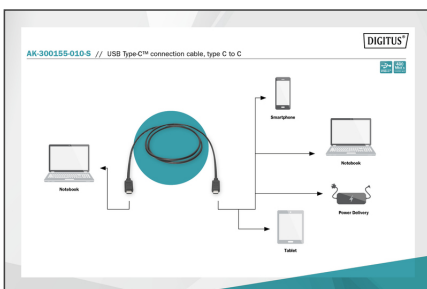 DIGITUS®
AK-300155-010-S // USB Type-C™ connection cable, type C to C
Smartphone
Notebook
Notebook
Power Delivery
Tablet